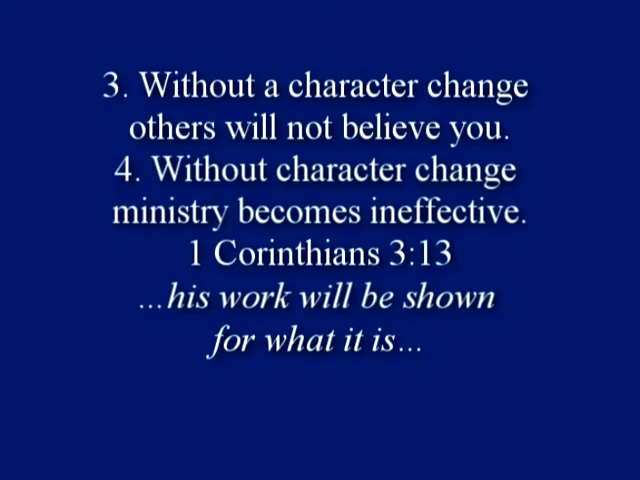 3. Without a character change
others will not believe you.
4. Without character change
ministry becomes ineffective.
1 Corinthians 3:13
...his work will be shown
for what it is...